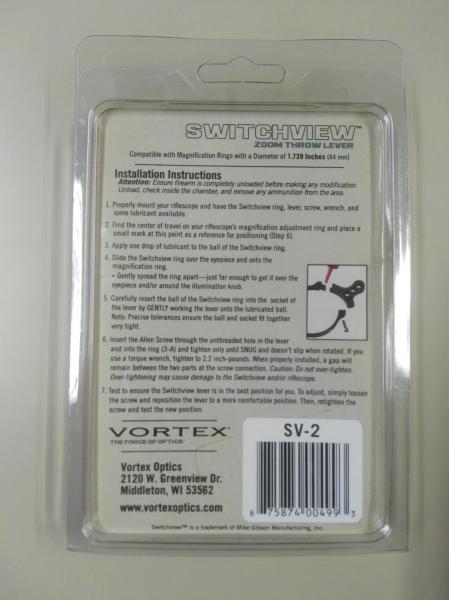 SWITCHVIEW™
ZOOM THROW LEVER
Compatible with Magnification Rings with a Diameter of 1.739 Inches (44 mm)
Installation Instructions
Attention: Ensure firearm is completely unloaded before making any modification.
Unload, check inside the chamber, and remove any ammunition from the area.
1. Properly mount your riflescope and have the Switchview ring, lever, screw, wrench, and
some lubricant available.
2. Find the center of travel on your riflescope's magnification adjustment ring and place a
small mark at this point as a reference for positioning (Step 6).
3. Apply one drop of lubricant to the ball of the Switchview ring.
4. Slide the Switchview ring over the eyepiece and onto the
magnification ring.
• Gently spread the ring apart—just far enough to get it over the
eyepiece and/or around the illumination knob.
5. Carefully insert the ball of the Switchview ring into the socket of
the lever by GENTLY working the lever onto the lubricated ball.
Note: Precise tolerances ensure the ball and socket fit together
very tight.
6. Insert the Allen Screw through the unthreaded hole in the lever
and into the ring (3-A) and tighten only until SNUG and doesn't slip when rotated. If you
use a torque wrench, tighten to 2.2 inch-pounds. When properly installed, a gap will
remain between the two parts at the screw connection. Caution: Do not over-tighten.
Over-tightening may cause damage to the Switchview and/or riflescope.
7. Test to ensure the Switchview lever is in the best position for you. To adjust, simply loosen
the screw and reposition the lever to a more comfortable position. Then, retighten the
screw and test the new position.
VORTEX®
THE FORCE OF OPTICS™
Vortex Optics
2120 W. Greenview Dr.
Middleton, WI 53562
www.vortexoptics.com
SV-2
8 75874 00499 3
Switchview™ is a trademark of Mike Gibson Manufacturing, Inc.